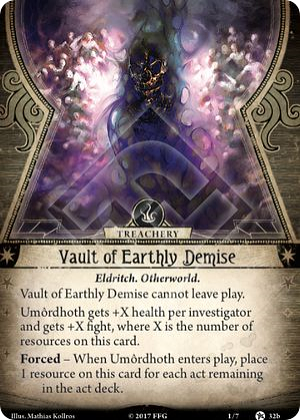 TREACHERY
Vault of Earthly Demise
Eldritch. Otherworld.
Vault of Earthly Demise cannot leave play.
Umôrdhoth gets +X health per investigator
and gets +X fight, where X is the number
of resources on this card.
Forced – When Umôrdhoth enters play, place
1 resource on this card for each act remaining
in the act deck.
Illus. Mathias Kollros
© 2017 FFG
1/7
32b